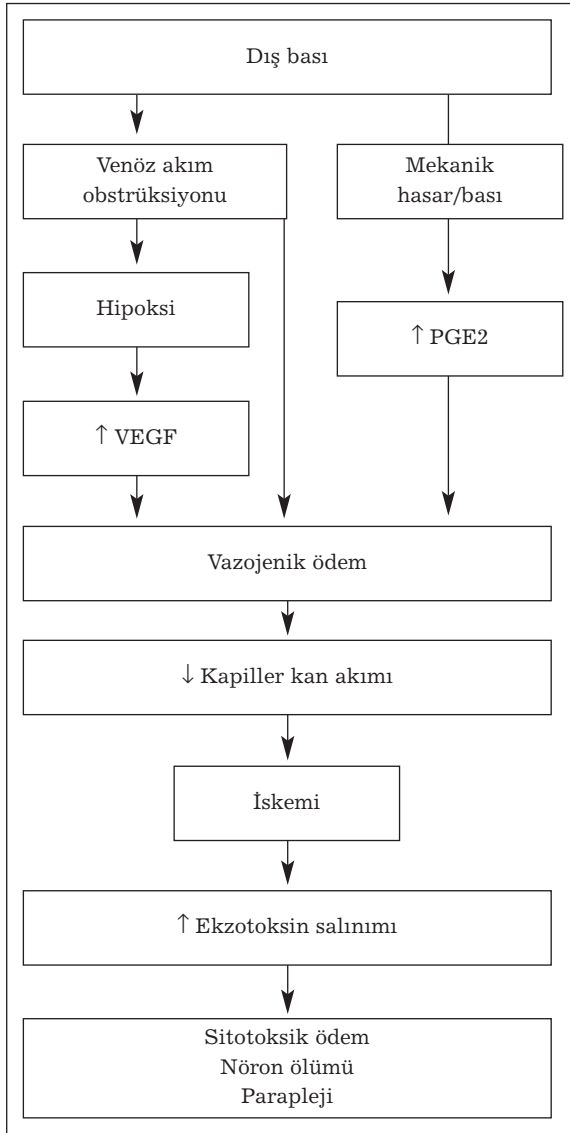 Dış bası
Venöz akım
obstrüksiyonu
Mekanik
hasar/bası
Hipoksi
↑ PGE2
↑ VEGF
Vazojenik ödem
↓ Kapiller kan akımı
İskemi
↑ Ekzotoksin salınımı
Sitotoksik ödem
Nöron ölümü
Parapleji